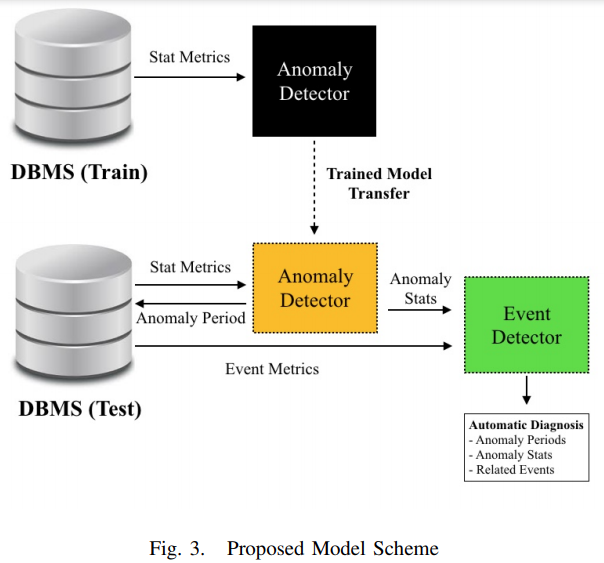 Stat Metrics
Anomaly
Detector
DBMS (Train)
Trained Model
Transfer
Stat Metrics
Anomaly
Detector
Anomaly
Stats
Anomaly Period
Event
Detector
Event Metrics
DBMS (Test)
Automatic Diagnosis
- Anomaly Periods
- Anomaly Stats
- Related Events
Fig. 3. Proposed Model Scheme